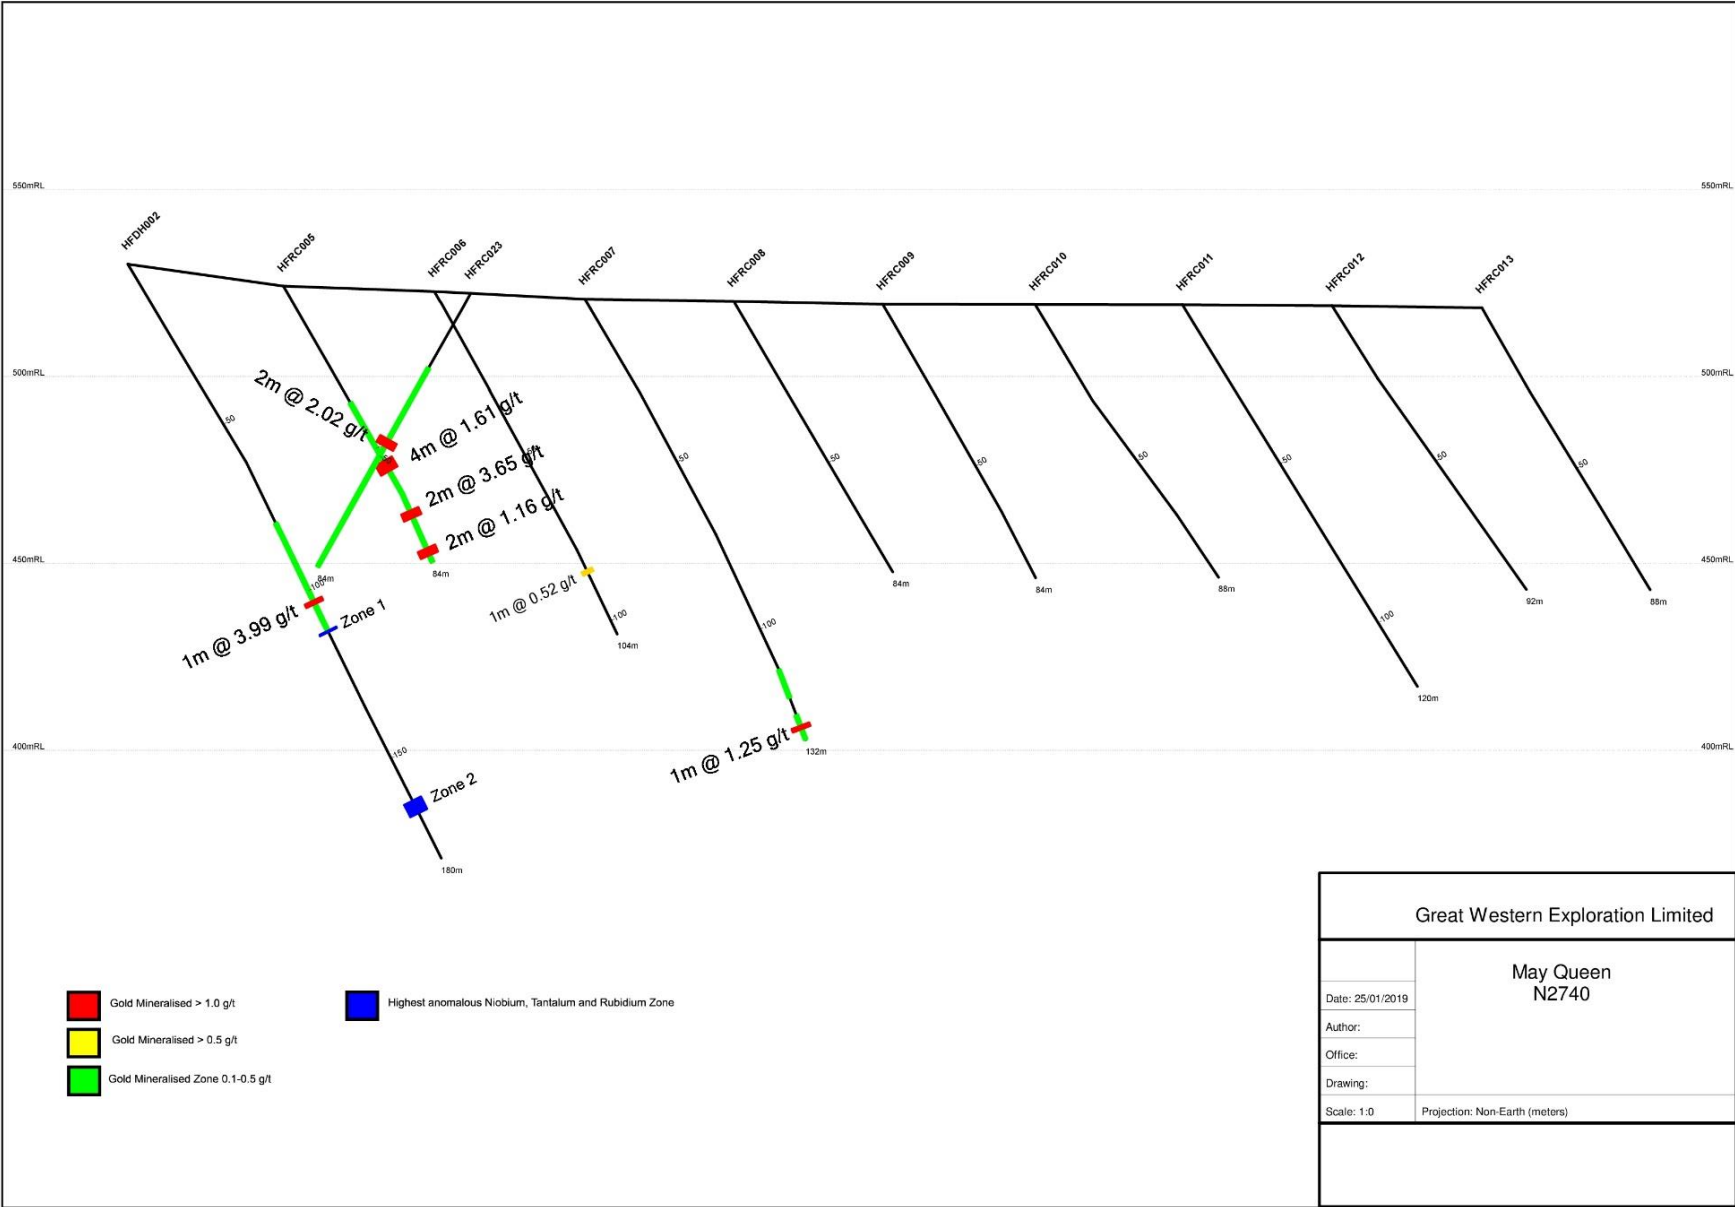 550mRL
550mRL
HFDH002
HFRC005
HFRC006
HFRC023
HFRC007
HFRC008
HFRC009
HFRC010
HFRC011
HFRC012
HFRC013
500mRL
500mRL
50
50
50
50
50
50
50
50
50
2m @ 2.02 g/t
4m @ 1.61 g/t
2m @ 3.65 g/t
2m @ 1.16 g/t
450mRL
450mRL
84m
84m
100
1m @ 3.99 g/t
Zone 1
1m @ 0.52 g/t
100
104m
100
84m
84m
88m
100
120m
92m
88m
400mRL
400mRL
150
1m @ 1.25 g/t
132m
Zone 2
180m
Gold Mineralised > 1.0 g/t
Gold Mineralised > 0.5 g/t
Gold Mineralised Zone 0.1-0.5 g/t
Highest anomalous Niobium, Tantalum and Rubidium Zone
Great Western Exploration Limited
May Queen
N2740
Date: 25/01/2019
Author:
Office:
Drawing:
Scale: 1:0
Projection: Non-Earth (meters)